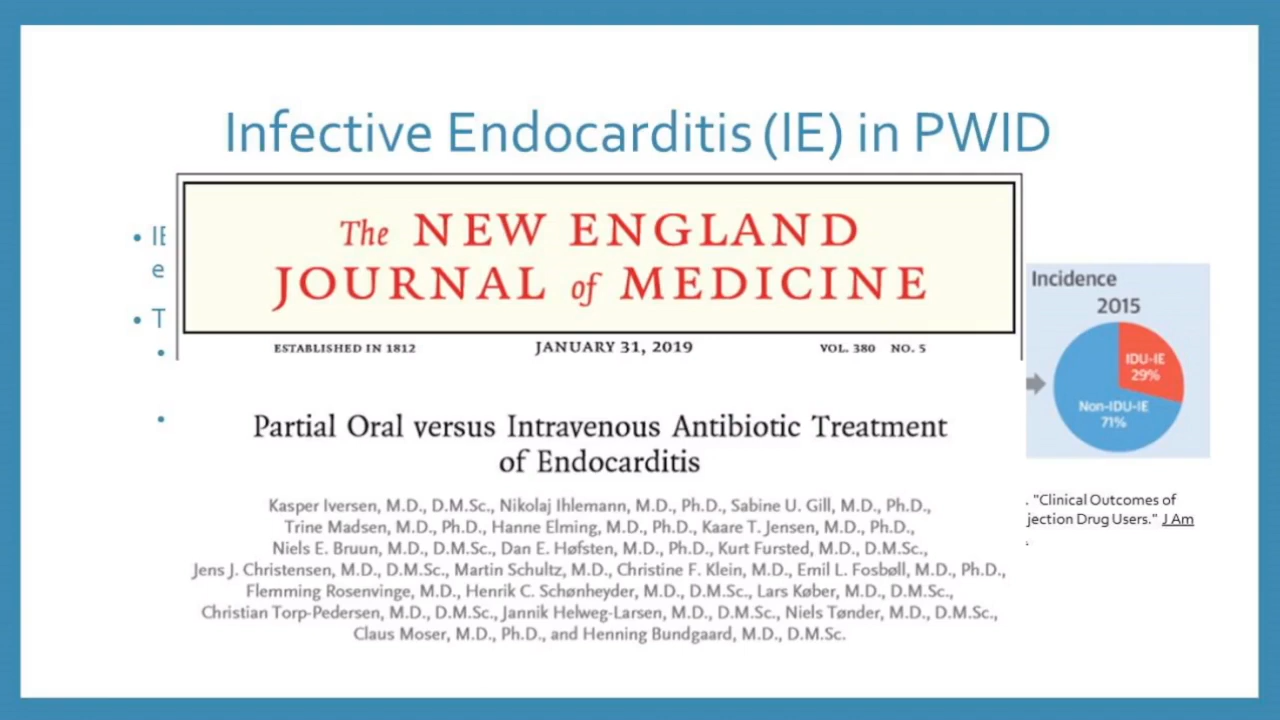 Infective Endocarditis (IE) in PWID
The NEW ENGLAND
JOURNAL of MEDICINE
ESTABLISHED IN 1812
JANUARY 31, 2019
VOL. 380 NO. 5
Partial Oral versus Intravenous Antibiotic Treatment
of Endocarditis
Kasper Iversen, M.D., D.M.Sc., Nikolaj Ihlemann, M.D., Ph.D., Sabine U. Gill, M.D., Ph.D.,
Trine Madsen, M.D., Ph.D., Hanne Elming, M.D., Ph.D., Kaare T. Jensen, M.D., Ph.D.,
Niels E. Bruun, M.D., D.M.Sc., Dan E. Høfsten, M.D., Ph.D., Kurt Fursted, M.D., D.M.Sc.,
Jens J. Christensen, M.D., D.M.Sc., Martin Schultz, M.D., Christine F. Klein, M.D., Emil L. Fosbøll, M.D., Ph.D.,
Flemming Rosenvinge, M.D., Henrik C. Schønheyder, M.D., D.M.Sc., Lars Køber, M.D., D.M.Sc.,
Christian Torp-Pedersen, M.D., D.M.Sc., Jannik Helweg-Larsen, M.D., D.M.Sc., Niels Tønder, M.D., D.M.Sc.,
Claus Moser, M.D., Ph.D., and Henning Bundgaard, M.D., D.M.Sc.
Incidence
2015
IDU-IE
29%
Non-IDU-IE
71%
. "Clinical Outcomes of
jection Drug Users." J Am